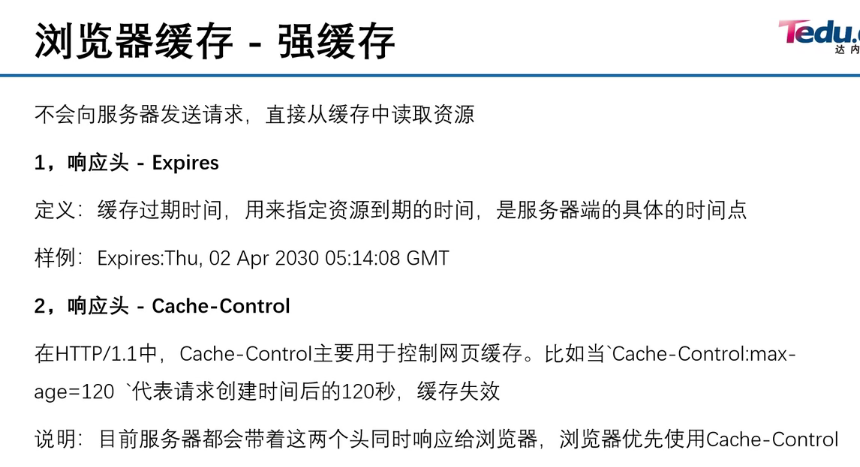 浏览器缓存 - 强缓存
Tedu.c
达内
不会向服务器发送请求，直接从缓存中读取资源
1，响应头 - Expires
定义：缓存过期时间，用来指定资源到期的时间，是服务器端的具体的时间点
样例：Expires:Thu, 02 Apr 2030 05:14:08 GMT
2，响应头 - Cache-Control
在HTTP/1.1中，Cache-Control主要用于控制网页缓存。比如当`Cache-Control:max-
age=120 `代表请求创建时间后的120秒，缓存失效
说明：目前服务器都会带着这两个头同时响应给浏览器，浏览器优先使用Cache-Control